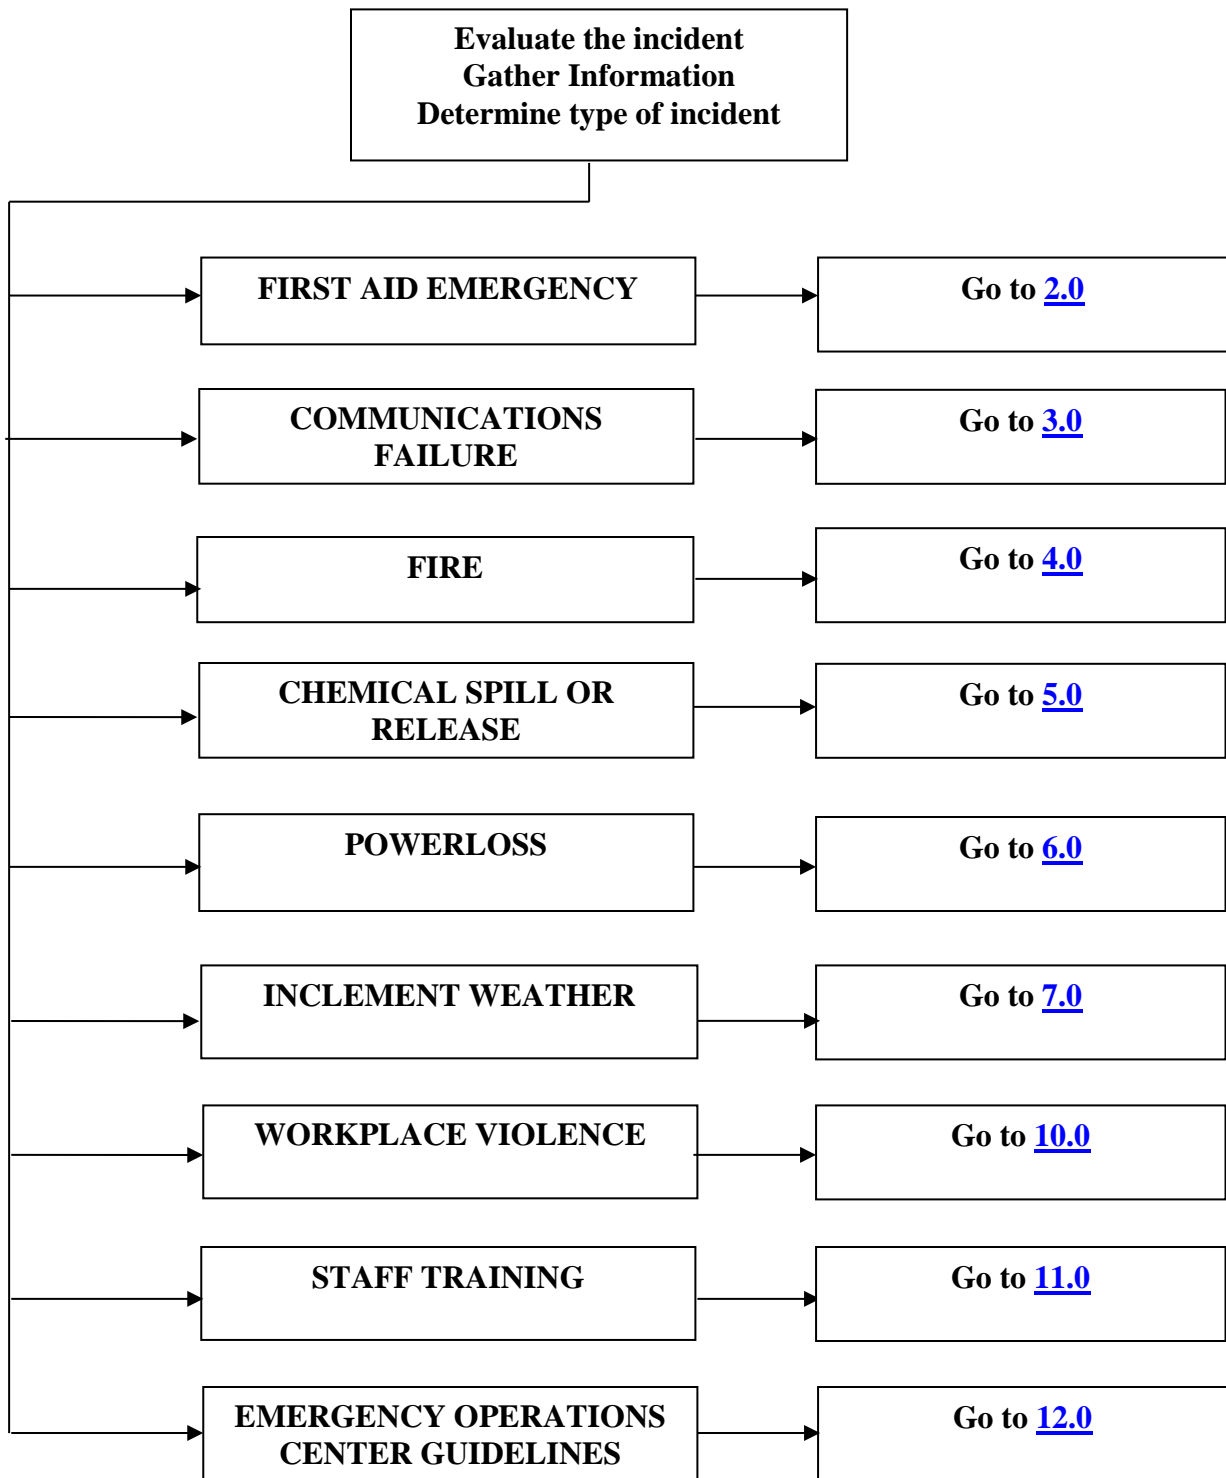 Evaluate the incident
Gather Information
Determine type of incident
FIRST AID EMERGENCY
Go to 2.0
COMMUNICATIONS
FAILURE
Go to 3.0
FIRE
Go to 4.0
CHEMICAL SPILL OR
RELEASE
Go to 5.0
POWERLOSS
Go to 6.0
INCLEMENT WEATHER
Go to 7.0
WORKPLACE VIOLENCE
Go to 10.0
STAFF TRAINING
Go to 11.0
EMERGENCY OPERATIONS
CENTER GUIDELINES
Go to 12.0